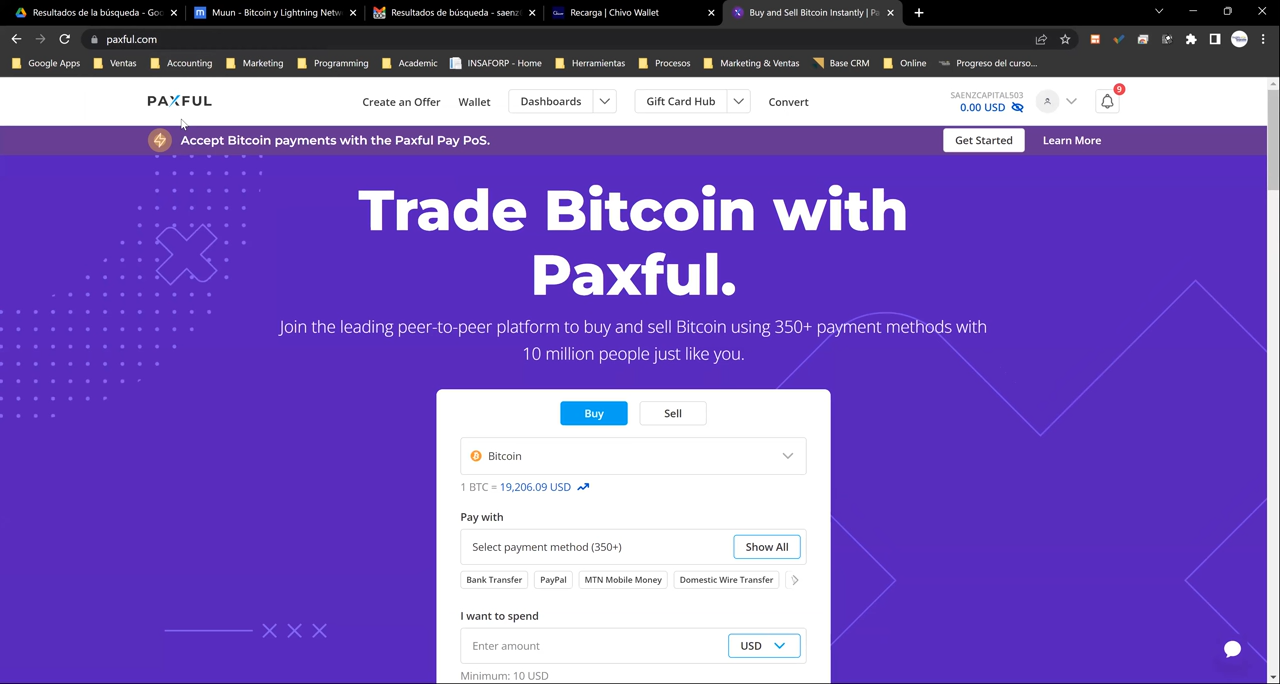 Resultados de la búsqueda - Goo
Muun - Bitcoin y Lightning Netw
Resultados de búsqueda - saenz
Recarga | Chivo Wallet
Buy and Sell Bitcoin Instantly | Pa
paxful.com
Google Apps
Ventas
Accounting
Marketing
Programming
Academic
INSAFORP - Home
Herramientas
Procesos
Marketing & Ventas
Base CRM
Online
Progreso del curso...
PAXFUL
Create an Offer
Wallet
Dashboards
Gift Card Hub
Convert
SAENZCAPITAL503
0.00 USD
9
Accept Bitcoin payments with the Paxful Pay PoS.
Get Started
Learn More
Trade Bitcoin with
Paxful.
Join the leading peer-to-peer platform to buy and sell Bitcoin using 350+ payment methods with
10 million people just like you.
Buy
Sell
Bitcoin
1 BTC = 19,206.09 USD
Pay with
Select payment method (350+)
Show All
Bank Transfer
PayPal
MTN Mobile Money
Domestic Wire Transfer
I want to spend
Enter amount
USD
Minimum: 10 USD